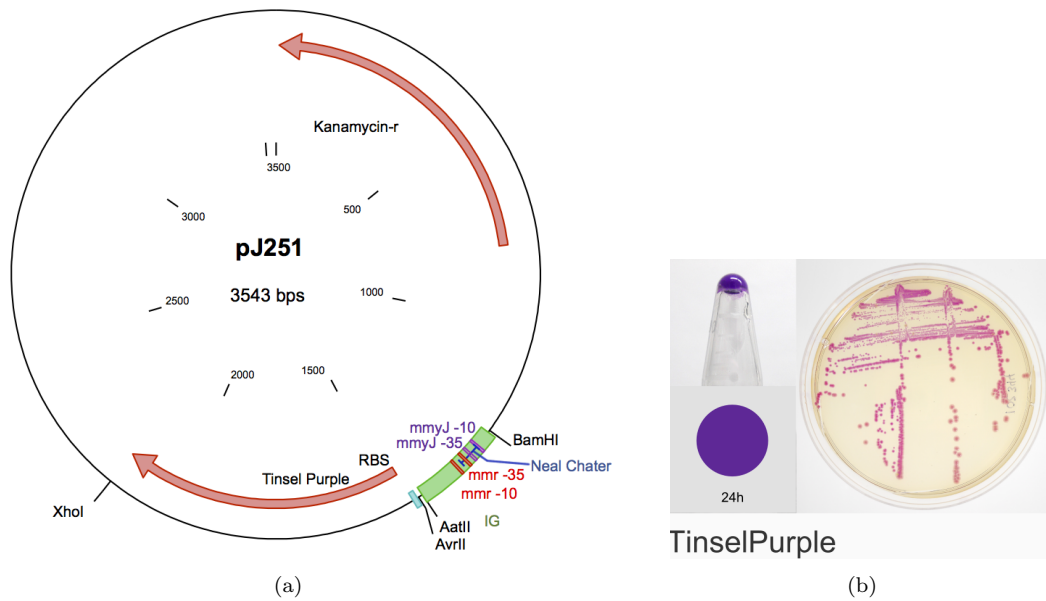 Kanamycin-r
3500
500
3000
pJ251
3543 bps
1000
2500
1500
2000
mmyJ -10
mmyJ -35
BamHI
Neal Chater
RBS
mmr -35
mmr -10
Tinsel Purple
XhoI
IG
AatII
AvrII
24h
TinselPurple
(a)
(b)